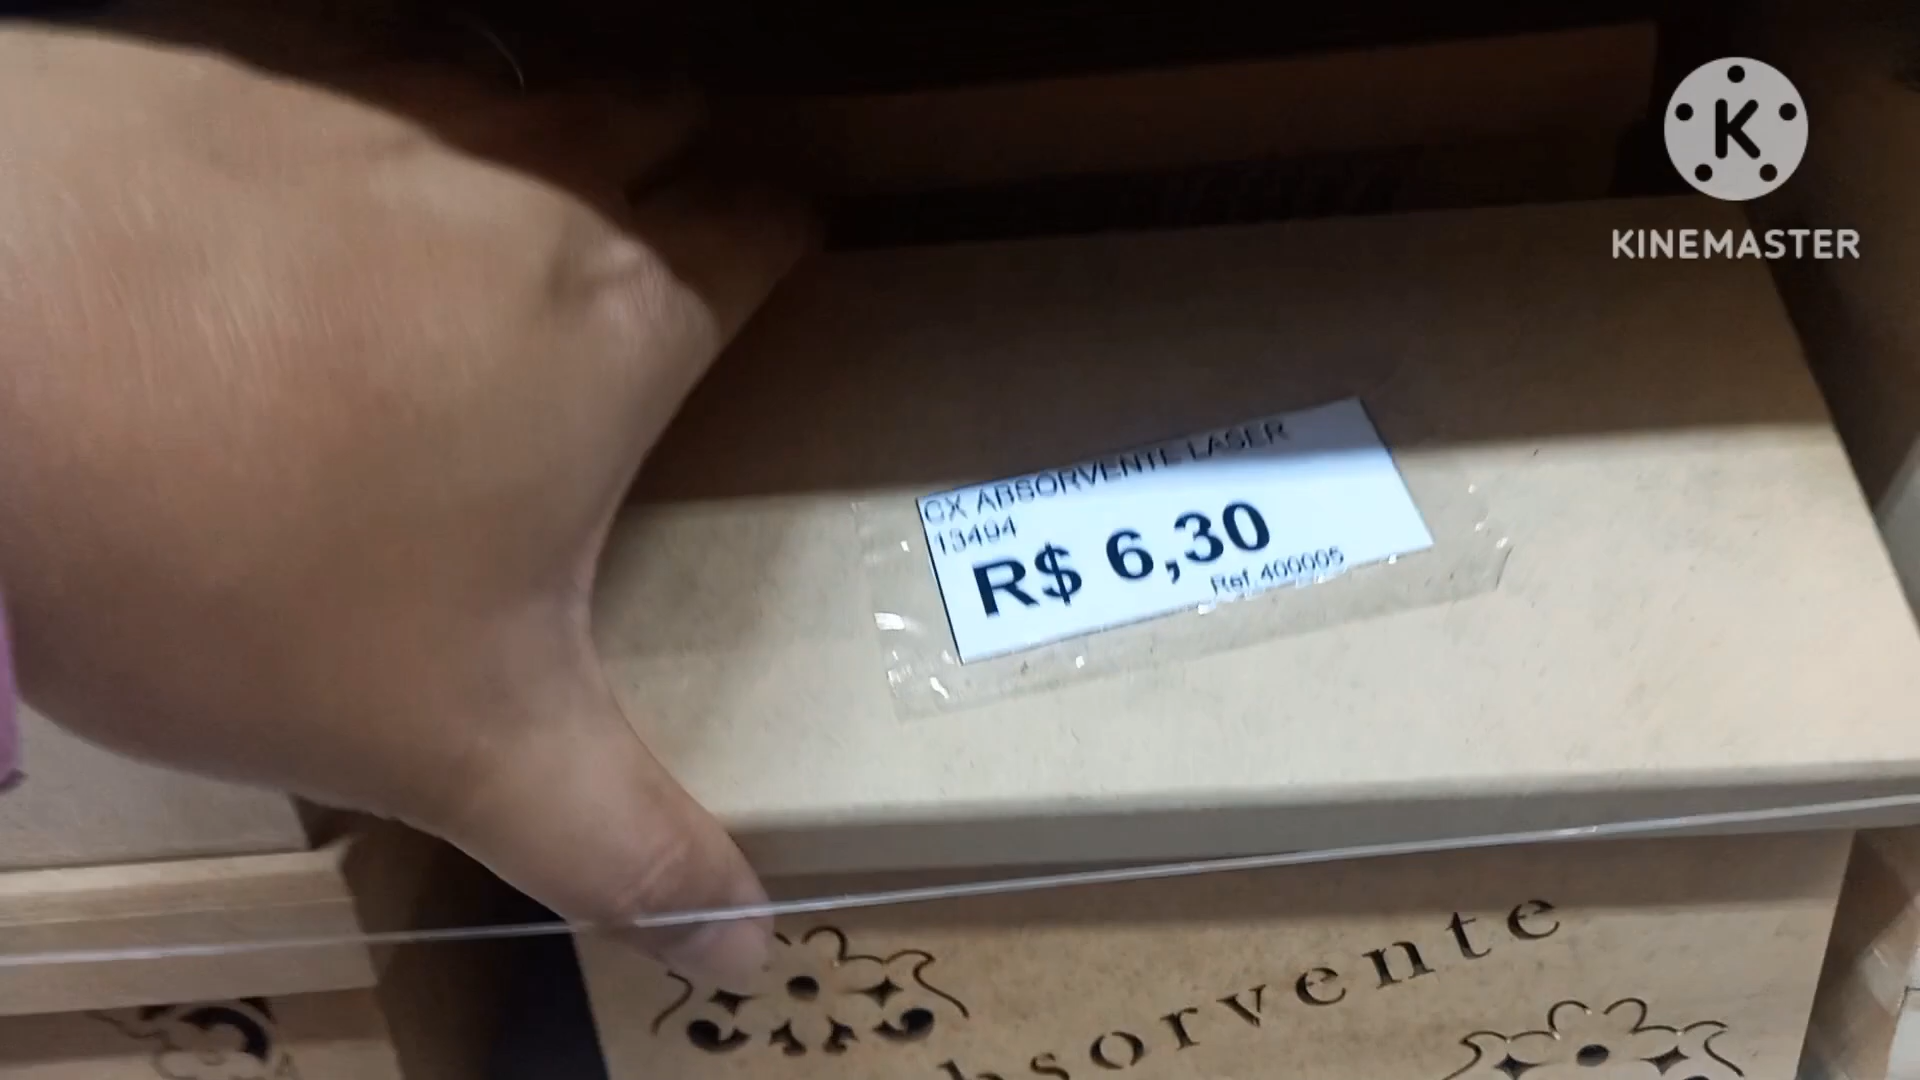 K
KINEMASTER
CX ABSORVENTE LASER
13494
R$ 6,30
Ref.400005
bsorvente